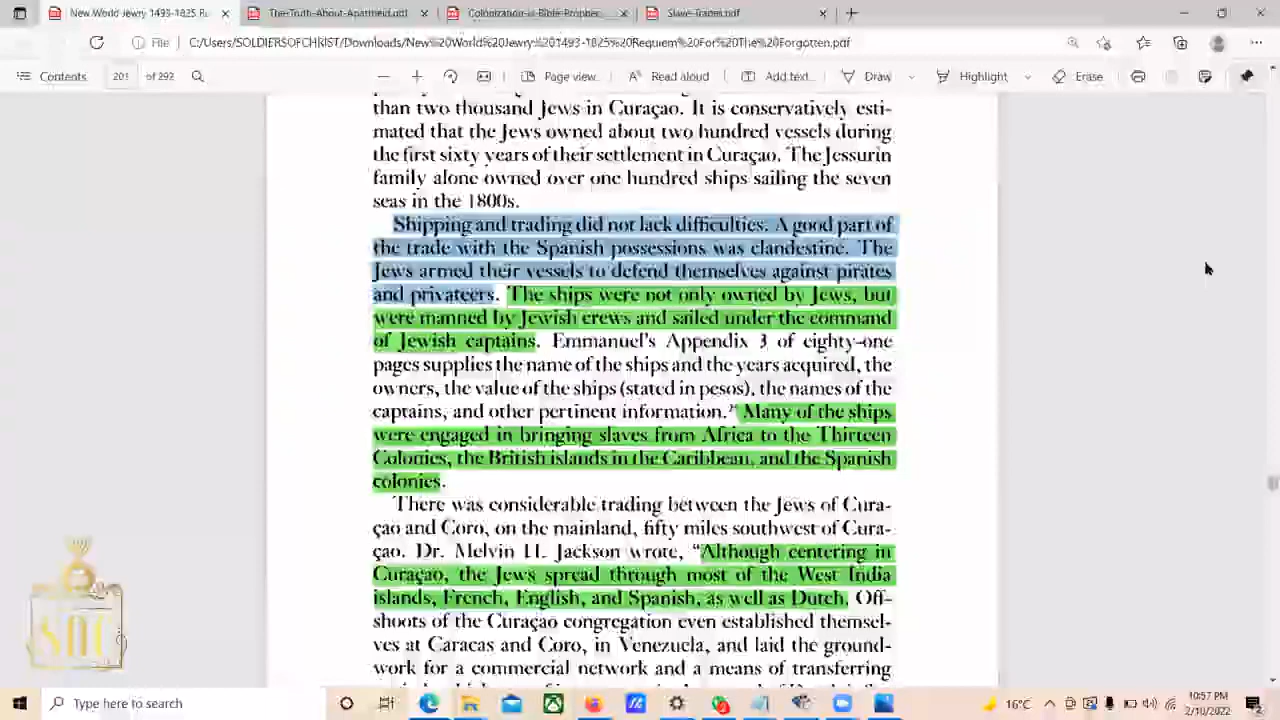 New World Jewry 1493-1825 R
The-Truth-About-Apartheid.pdf
Colonization-in-Bible-Prophec
Slave-Trades.pdf
File
C:/Users/SOLDIERSOFCHRIST/Downloads/New%20World%20Jewry%201493-1825%20Requiem%20For%20The%20Forgotten.pdf
Contents 201 of 292 Page view Read aloud Add text Draw Highlight Erase
than two thousand Jews in Curaçao. It is conservatively esti-
mated that the Jews owned about two hundred vessels during
the first sixty years of their settlement in Curaçao. The Jessurin
family alone owned over one hundred ships sailing the seven
seas in the 1800s.
Shipping and trading did not lack difficulties. A good part of
the trade with the Spanish possessions was clandestine. The
Jews armed their vessels to defend themselves against pirates
and privateers. The ships were not only owned by Jews, but
were manned by Jewish crews and sailed under the command
of Jewish captains. Emmanuel's Appendix 3 of eighty-one
pages supplies the name of the ships and the years acquired, the
owners, the value of the ships (stated in pesos), the names of the
captains, and other pertinent information. Many of the ships
were engaged in bringing slaves from Africa to the Thirteen
Colonies, the British islands in the Caribbean, and the Spanish
colonies.
There was considerable trading between the Jews of Cura-
çao and Coro, on the mainland, fifty miles southwest of Cura-
çao. Dr. Melvin H. Jackson wrote, "Although centering in
Curaçao, the Jews spread through most of the West India
islands, French, English, and Spanish, as well as Dutch. Off-
shoots of the Curaçao congregation even established themsel-
ves at Caracas and Coro, in Venezuela, and laid the ground-
work for a commercial network and a means of transferring
Type here to search
16°C
10:57 PM
2/10/2022